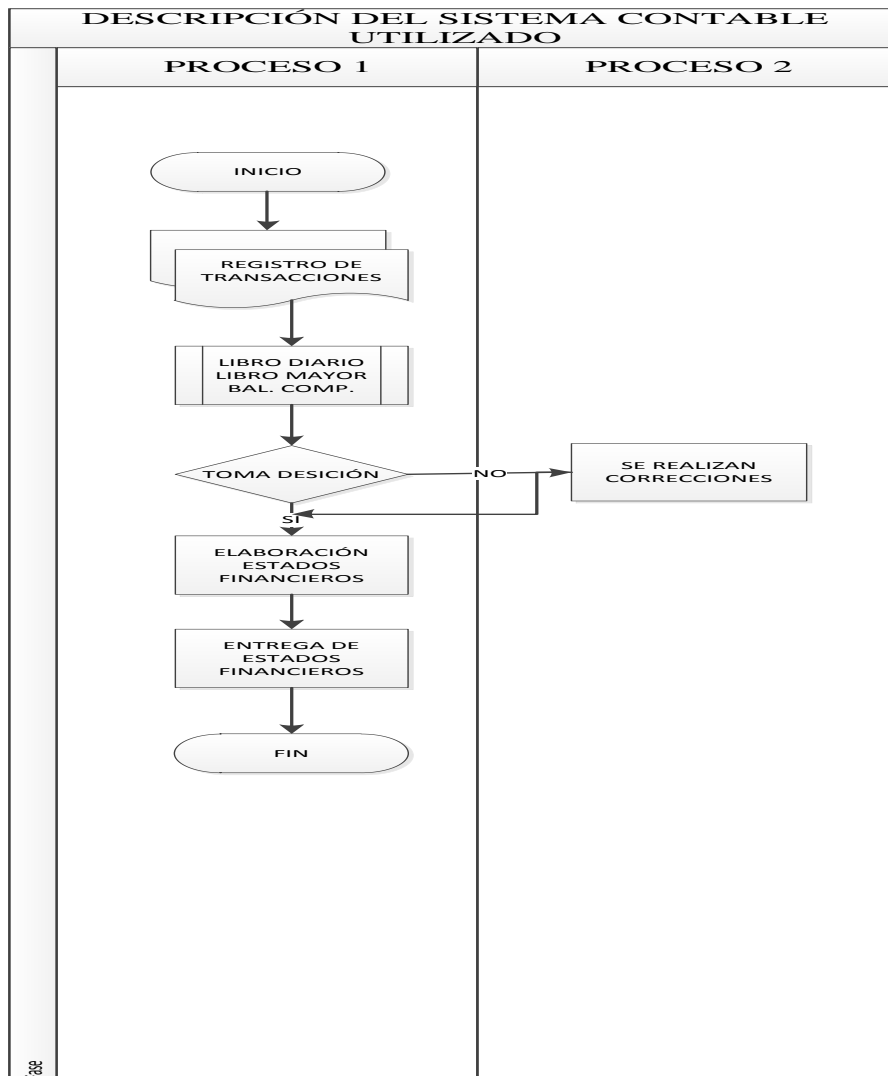 DESCRIPCIÓN DEL SISTEMA CONTABLE
UTILIZADO
PROCESO 1
PROCESO 2
INICIO
REGISTRO DE
TRANSACCIONES
LIBRO DIARIO
LIBRO MAYOR
BAL. COMP.
TOMA DESICIÓN
NO
SE REALIZAN
CORRECCIONES
SI
ELABORACIÓN
ESTADOS
FINANCIEROS
ENTREGA DE
ESTADOS
FINANCIEROS
FIN